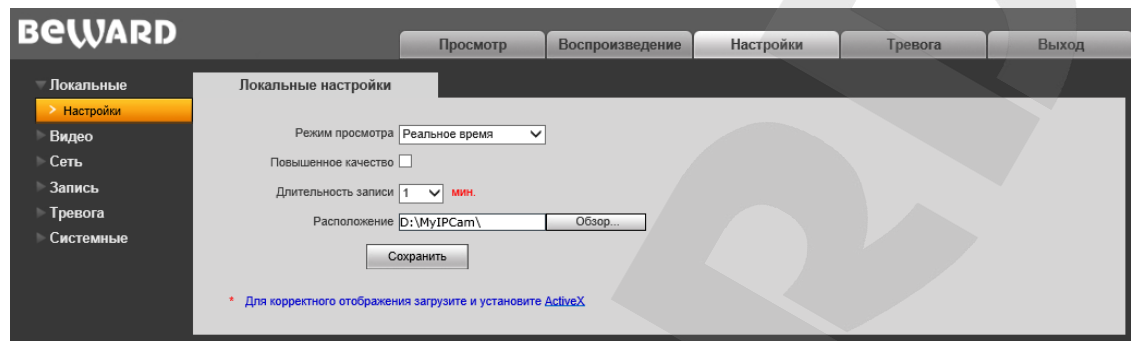 BEWARD
Просмотр Воспроизведение Настройки Тревога Выход
Локальные
> Настройки
Видео
Сеть
Запись
Тревога
Системные
Локальные настройки
Режим просмотра Реальное время
Повышенное качество
Длительность записи 1 мин.
Расположение D:\MyIPCam\ Обзор...
Сохранить
* Для корректного отображения загрузите и установите ActiveX